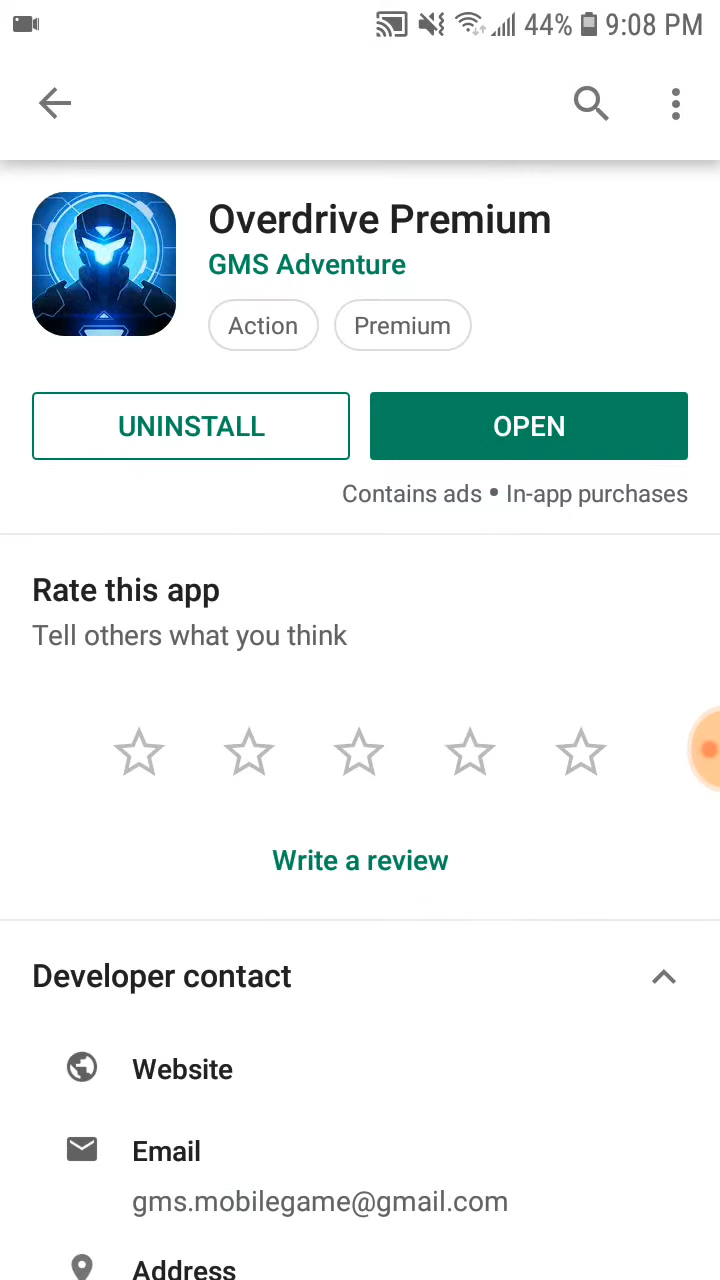 44% 9:08 PM
Overdrive Premium
GMS Adventure
Action Premium
UNINSTALL OPEN
Contains ads • In-app purchases
Rate this app
Tell others what you think
Write a review
Developer contact
Website
Email
gms.mobilegame@gmail.com
Address